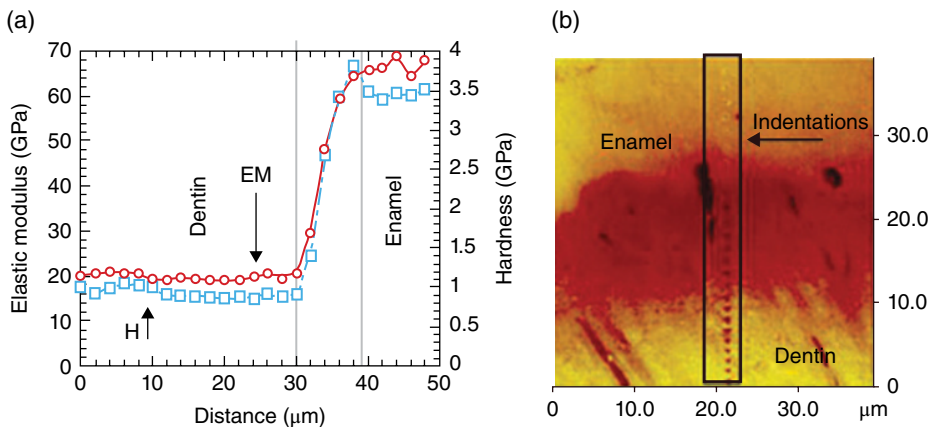 (a)
70
60
50
40
30
20
10
0
Elastic modulus (GPa)
4
3.5
3
2.5
2
1.5
1
0.5
0
Hardness (GPa)
Dentin
EM
Enamel
H
0 10 20 30 40 50
Distance (μm)
(b)
Enamel
Indentations
30.0
20.0
10.0
0
Dentin
0 10.0 20.0 30.0 μm